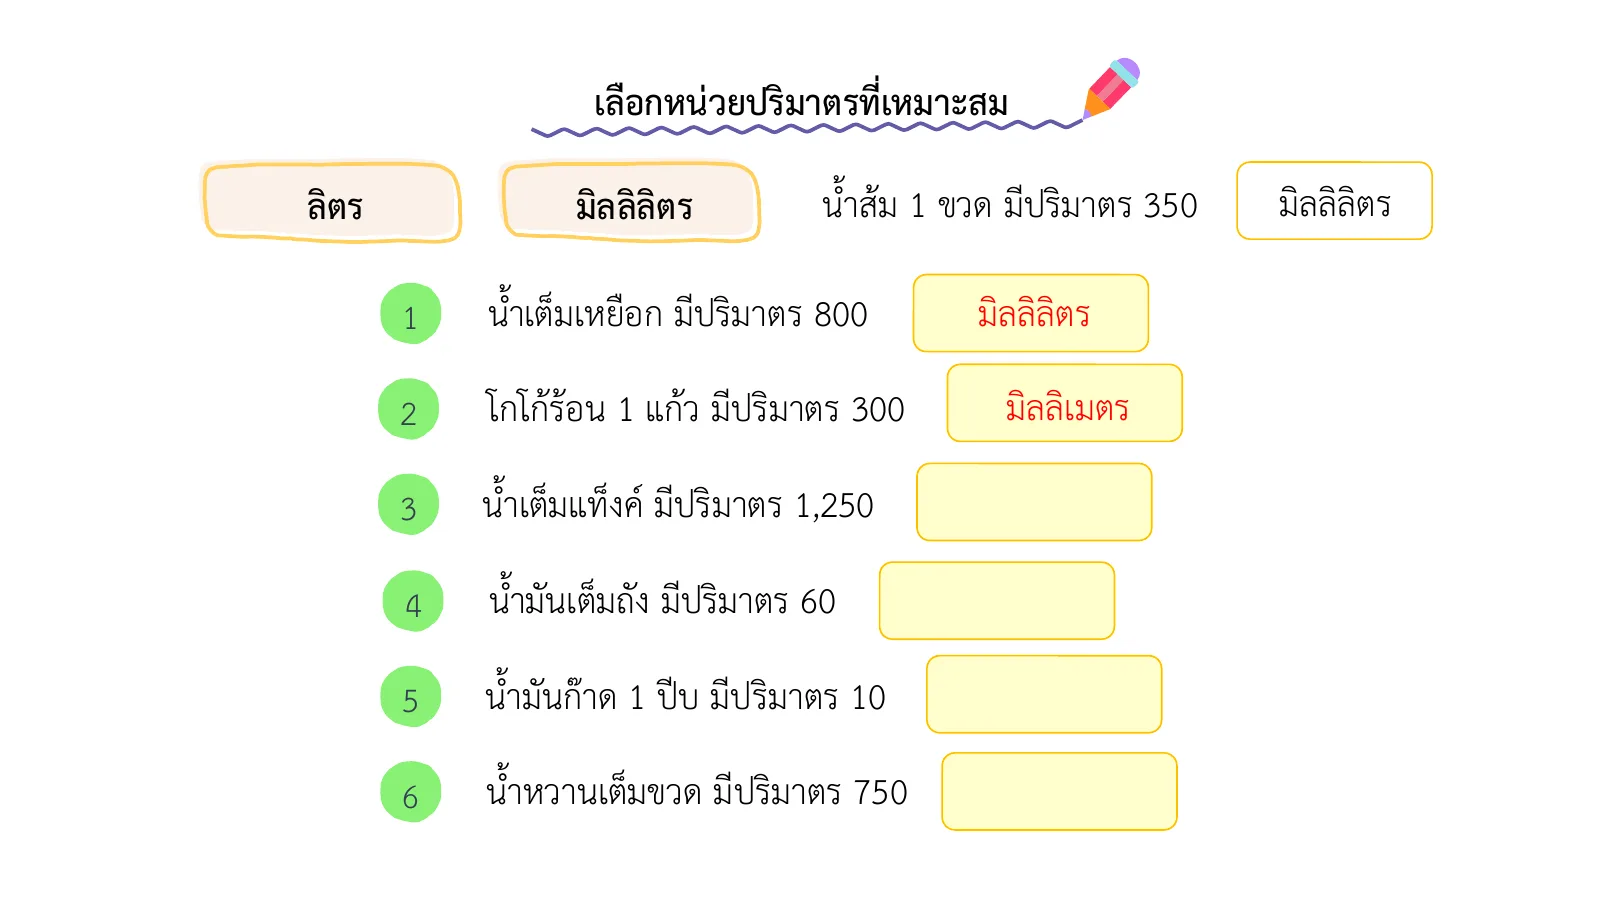 เลือกหน่วยปริมาตรที่เหมาะสม
ลิตร มิลลิลิตร น้ำส้ม 1 ขวด มีปริมาตร 350 มิลลิลิตร
1 น้ำเต็มเหยือก มีปริมาตร 800 มิลลิลิตร
2 โกโก้ร้อน 1 แก้ว มีปริมาตร 300 มิลลิเมตร
3 น้ำเต็มแท็งค์ มีปริมาตร 1,250
4 น้ำมันเต็มถัง มีปริมาตร 60
5 น้ำมันก๊าด 1 ปีบ มีปริมาตร 10
6 น้ำหวานเต็มขวด มีปริมาตร 750